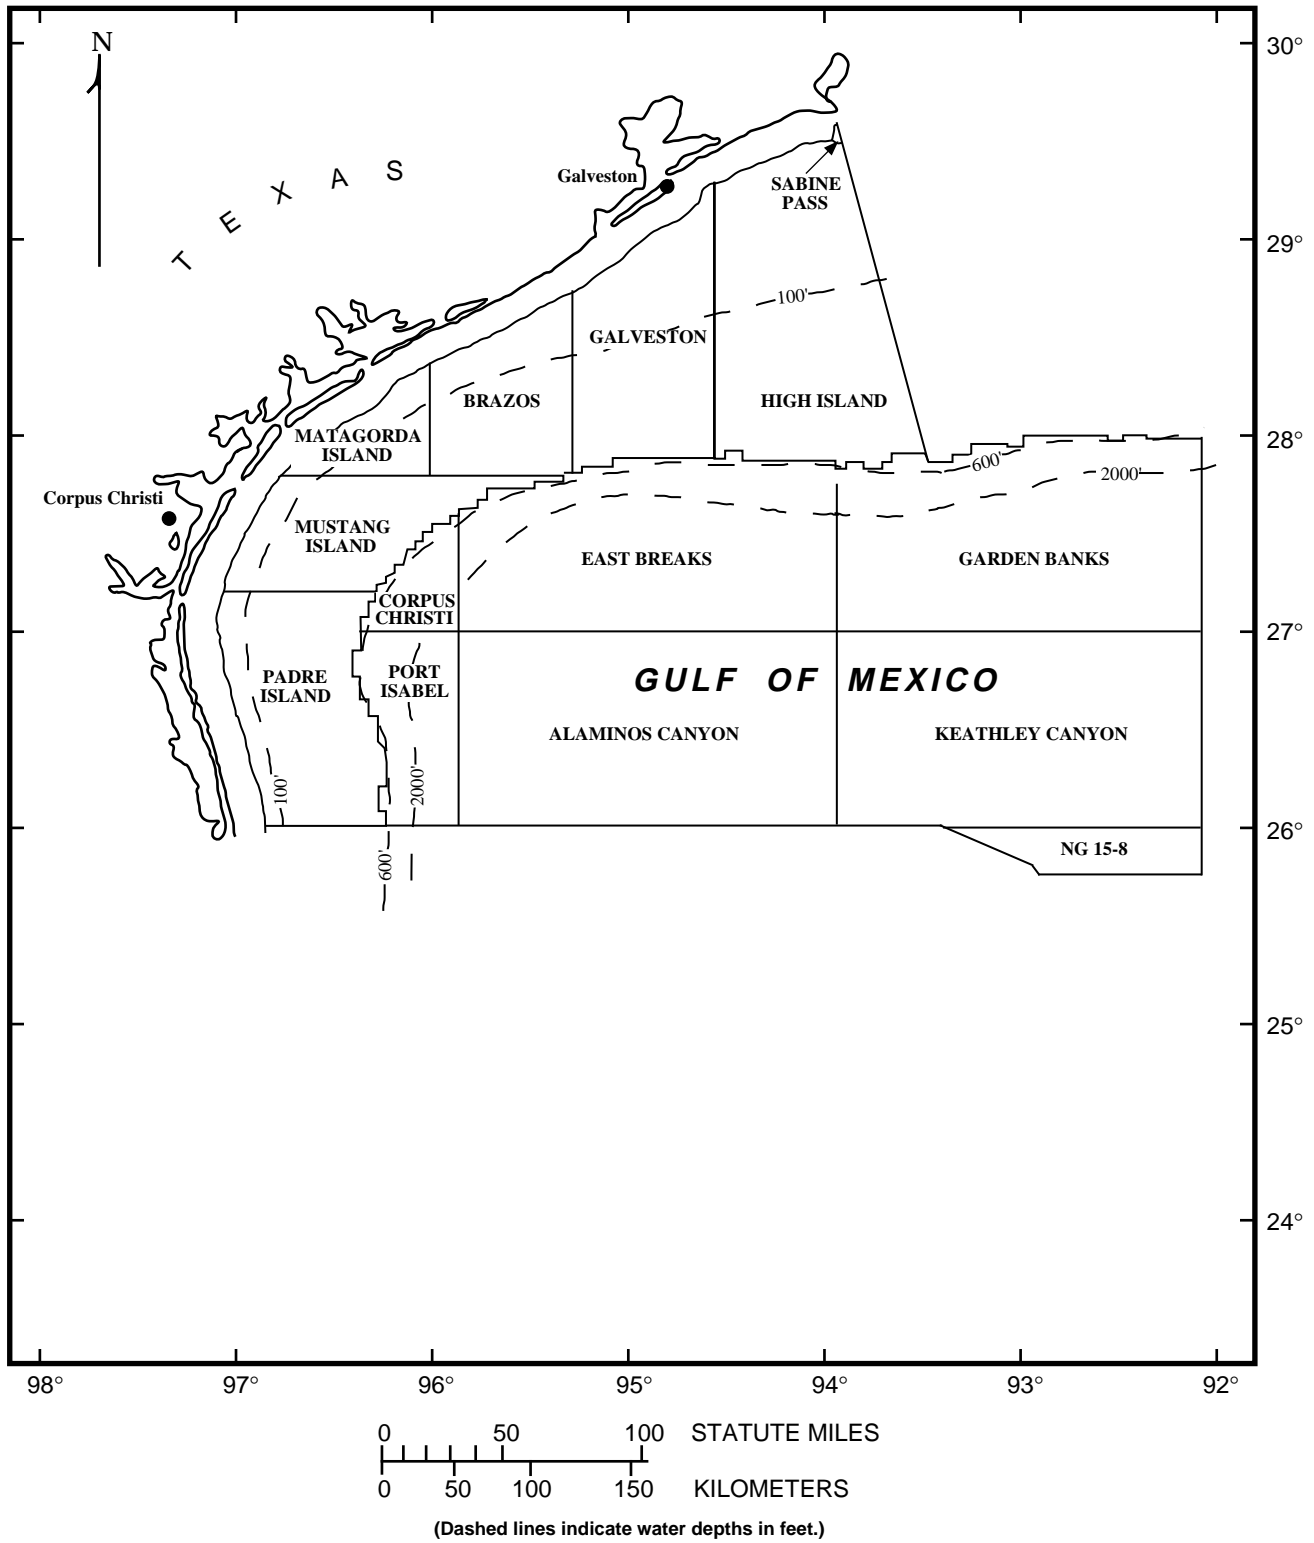 N
30°
T E X A S
Galveston
SABINE
PASS
29°
100'
GALVESTON
BRAZOS
HIGH ISLAND
MATAGORDA
ISLAND
28°
600'
2000'
Corpus Christi
MUSTANG
ISLAND
EAST BREAKS
GARDEN BANKS
CORPUS
CHRISTI
27°
PADRE
ISLAND
PORT
ISABEL
GULF OF MEXICO
ALAMINOS CANYON
KEATHLEY CANYON
100'
2000'
26°
NG 15-8
600'
25°
24°
98° 97° 96° 95° 94° 93° 92°
0 50 100 STATUTE MILES
0 50 100 150 KILOMETERS
(Dashed lines indicate water depths in feet.)